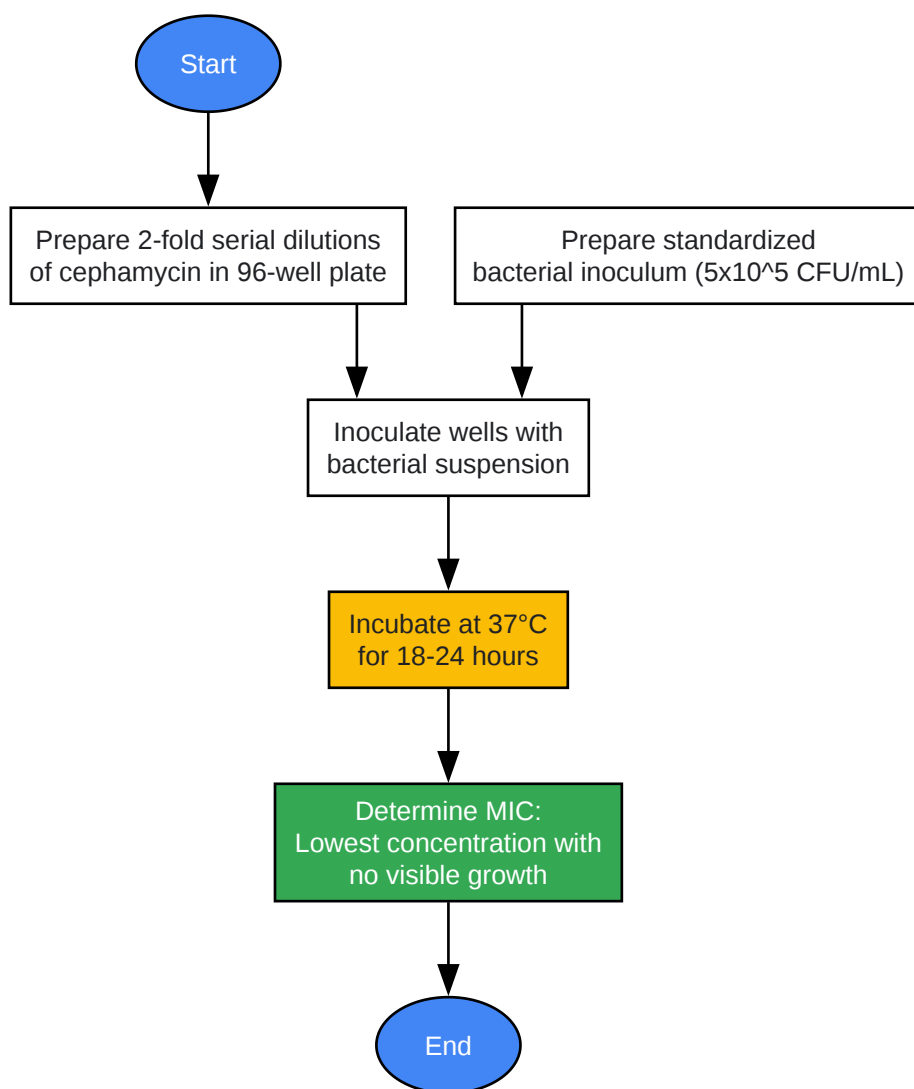 Start
Prepare 2-fold serial dilutions
of cephamycin in 96-well plate
Prepare standardized
bacterial inoculum (5x10^5 CFU/mL)
Inoculate wells with
bacterial suspension
Incubate at 37°C
for 18-24 hours
Determine MIC:
Lowest concentration with
no visible growth
End